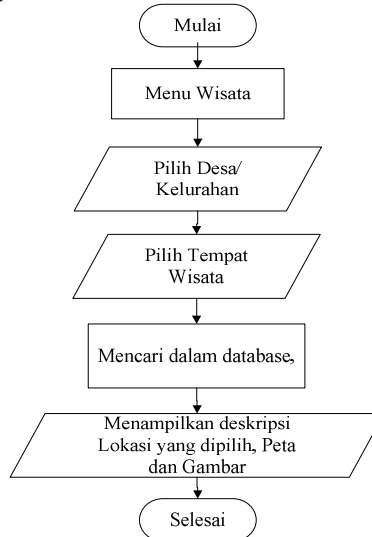 Mulai
Menu Wisata
Pilih Desa/
Kelurahan
Pilih Tempat
Wisata
Mencari dalam database,
Menampilkan deskripsi
Lokasi yang dipilih, Peta
dan Gambar
Selesai